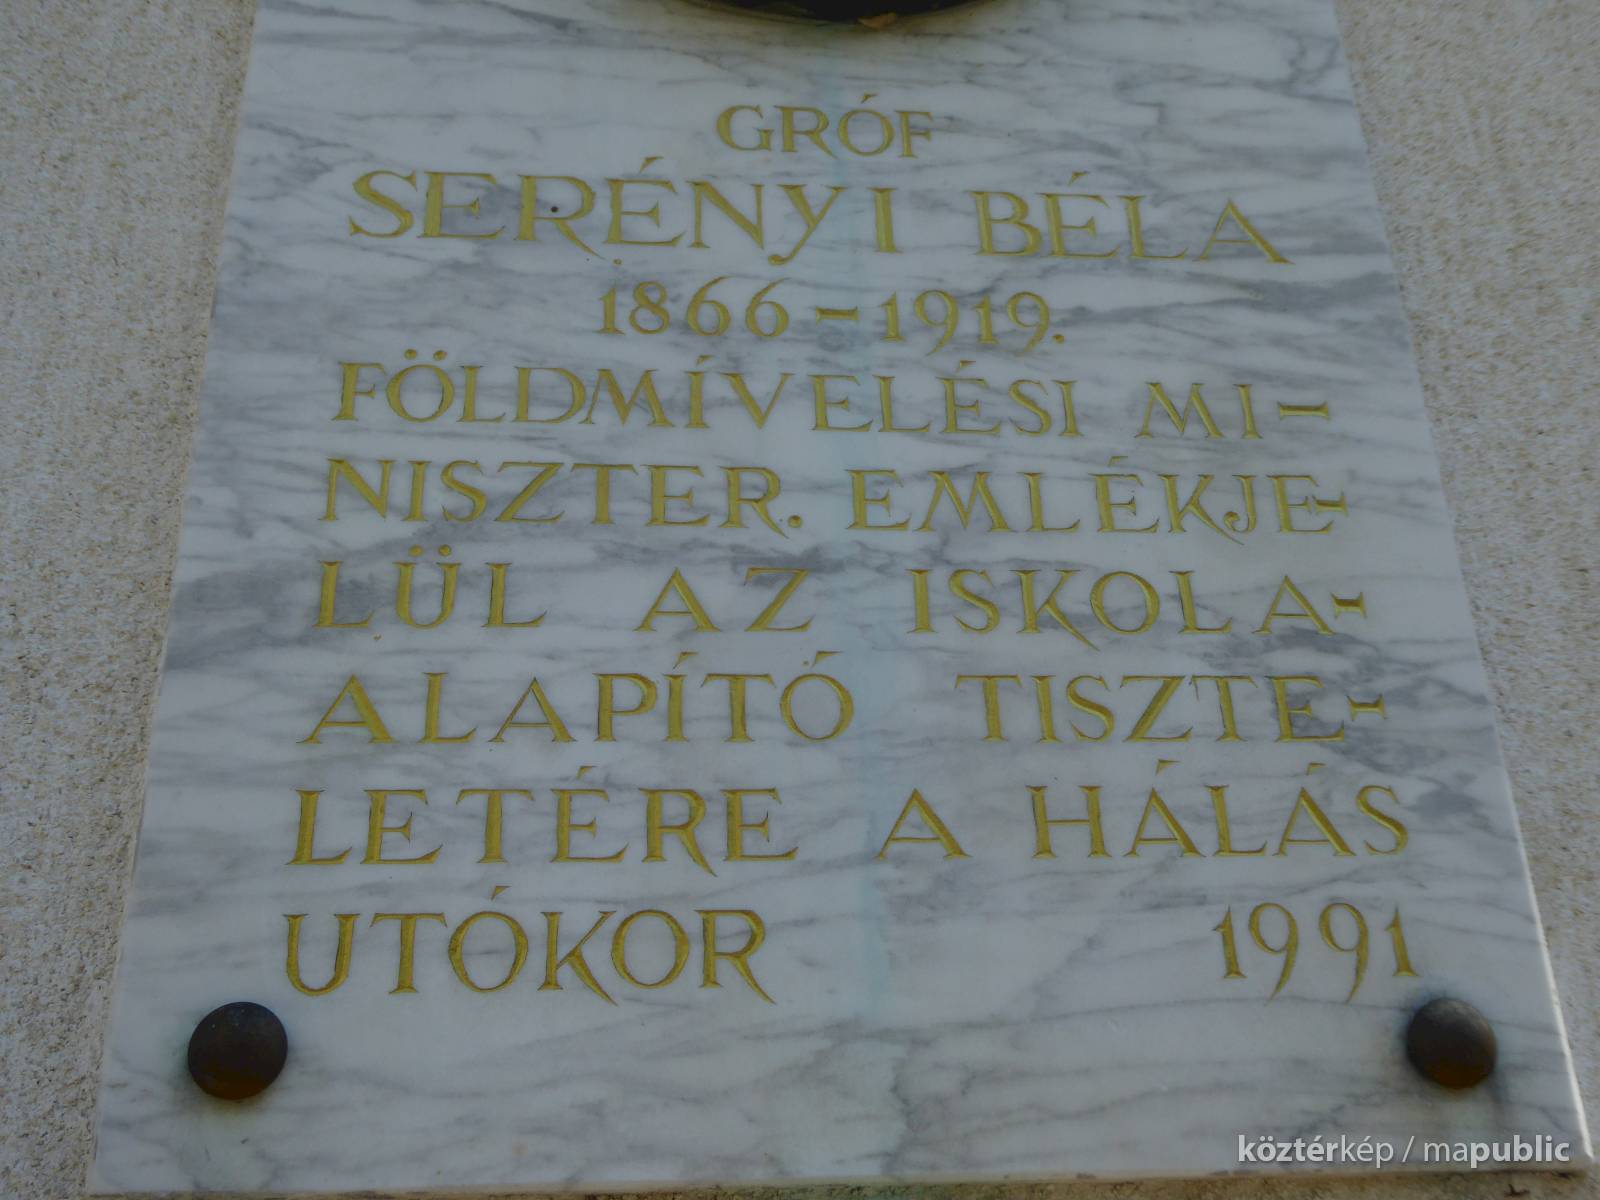 GRÓF
SERÉNYI BÉLA
1866-1919.
FÖLDMÍVELÉSI MI-
NISZTER. EMLÉKJE-
LÜL AZ ISKOLA-
ALAPÍTÓ TISZTE-
LETÉRE A HÁLÁS
UTÓKOR 1991
köztérkép / mapublic